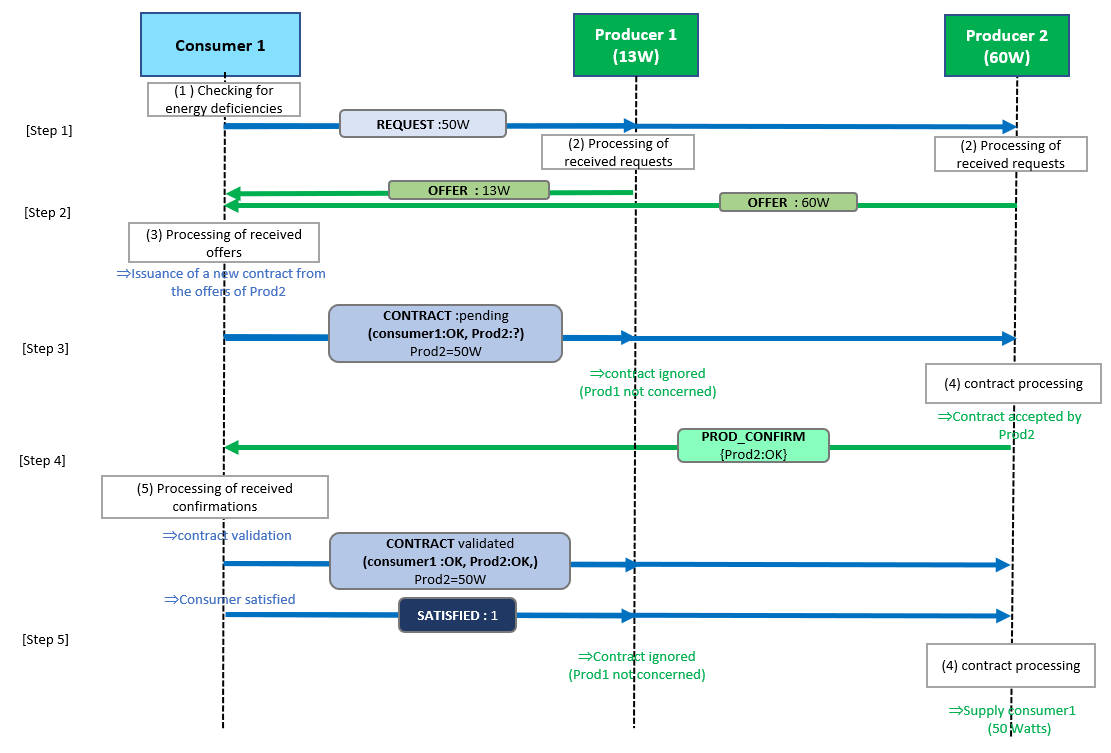 Consumer 1
Producer 1
(13W)
Producer 2
(60W)
(1 ) Checking for
energy deficiencies
[Step 1]
REQUEST :50W
(2) Processing of
received requests
(2) Processing of
received requests
OFFER : 13W
OFFER : 60W
[Step 2]
(3) Processing of received
offers
⇒Issuance of a new contract from
the offers of Prod2
CONTRACT :pending
(consumer1:OK, Prod2:?)
Prod2=50W
[Step 3]
⇒contract ignored
(Prod1 not concerned)
(4) contract processing
⇒Contract accepted by
Prod2
PROD_CONFIRM
{Prod2:OK}
[Step 4]
(5) Processing of received
confirmations
⇒contract validation
CONTRACT validated
(consumer1 :OK, Prod2:OK,)
Prod2=50W
⇒Consumer satisfied
SATISFIED : 1
[Step 5]
⇒Contract ignored
(Prod1 not concerned)
(4) contract processing
⇒Supply consumer1
(50 Watts)